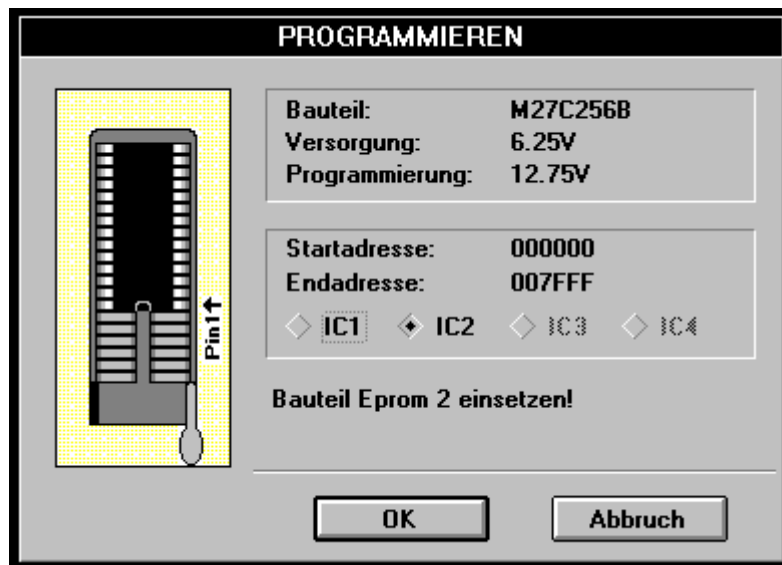 PROGRAMMIEREN
Bauteil: M27C256B
Versorgung: 6.25V
Programmierung: 12.75V
Pin1↑
Startadresse: 000000
Endadresse: 007FFF
IC1 IC2 IC3 IC4
Bauteil Eprom 2 einsetzen!
OK Abbruch